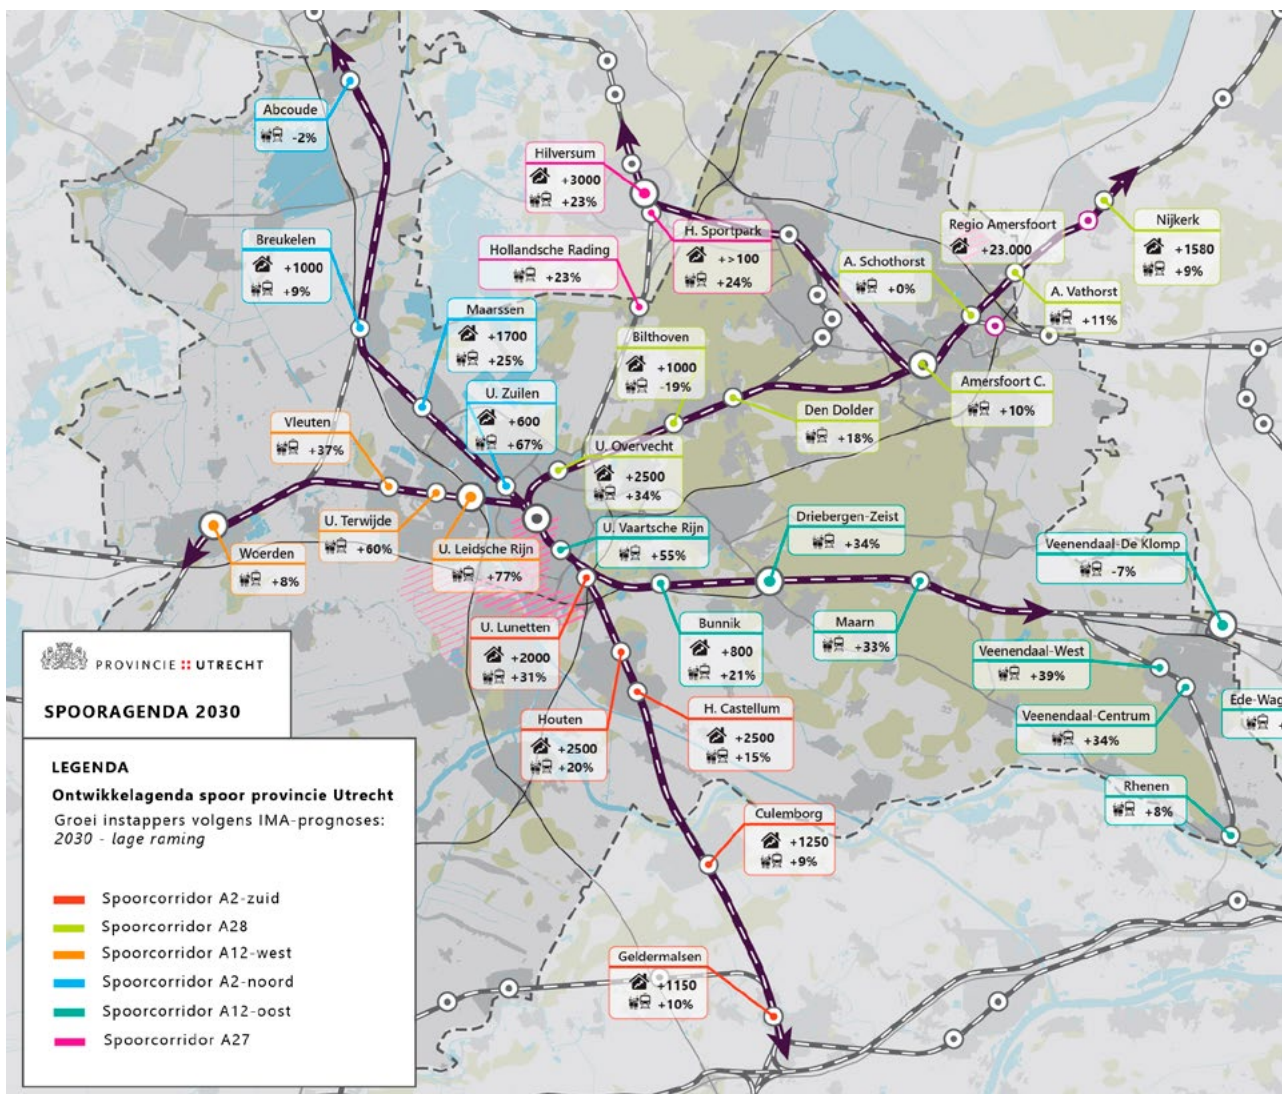 Abcoude
-2%
Hilversum
+3000
+23%
Breukelen
+1000
+9%
Hollandsche Rading
+23%
H. Sportpark
+>100
+24%
Regio Amersfoort
+23.000
Nijkerk
+1580
+9%
A. Schothorst
+0%
A. Vathorst
+11%
Maarssen
+1700
+25%
Bilthoven
+1000
-19%
Amersfoort C.
+10%
U. Zuilen
+600
+67%
Den Dolder
+18%
Vleuten
+37%
U. Overvecht
+2500
+34%
U. Terwijde
+60%
U. Leidsche Rijn
+77%
U. Vaartsche Rijn
+55%
Driebergen-Zeist
+34%
Veenendaal-De Klomp
-7%
Woerden
+8%
U. Lunetten
+2000
+31%
Bunnik
+800
+21%
Maarn
+33%
Veenendaal-West
+39%
Ede-Wag
+
Houten
+2500
+20%
H. Castellum
+2500
+15%
Veenendaal-Centrum
+34%
Rhenen
+8%
Culemborg
+1250
+9%
Geldermalsen
+1150
+10%
PROVINCIE UTRECHT
SPOORAGENDA 2030
LEGENDA
Ontwikkelagenda spoor provincie Utrecht
Groei instappers volgens IMA-prognoses:
2030 - lage raming
Spoorcorridor A2-zuid
Spoorcorridor A28
Spoorcorridor A12-west
Spoorcorridor A2-noord
Spoorcorridor A12-oost
Spoorcorridor A27